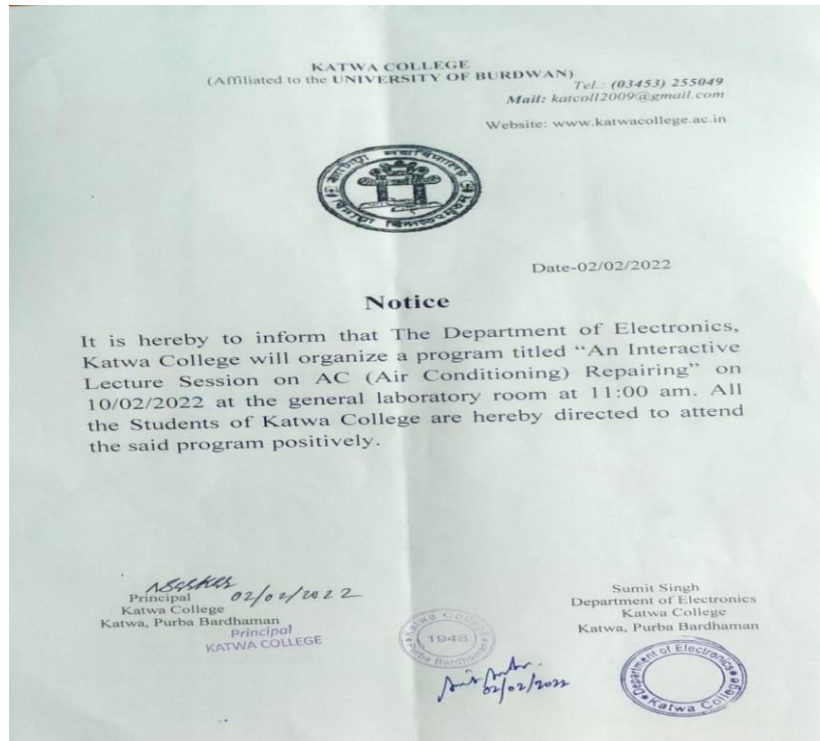 KATWA COLLEGE
(Affiliated to the UNIVERSITY OF BURDWAN)
Tel.: (03453) 255049
Mail: katcoll2009@gmail.com
Website: www.katwacollege.ac.in
Date-02/02/2022
Notice
It is hereby to inform that The Department of Electronics,
Katwa College will organize a program titled “An Interactive
Lecture Session on AC (Air Conditioning) Repairing” on
10/02/2022 at the general laboratory room at 11:00 am. All
the Students of Katwa College are hereby directed to attend
the said program positively.
02/02/2022
Principal
Katwa College
Katwa, Purba Bardhaman
Principal
KATWA COLLEGE
Katwa College
1948
Purba Bardhaman
02/02/2022
Sumit Singh
Department of Electronics
Katwa College
Katwa, Purba Bardhaman
Department of Electronics
Katwa College